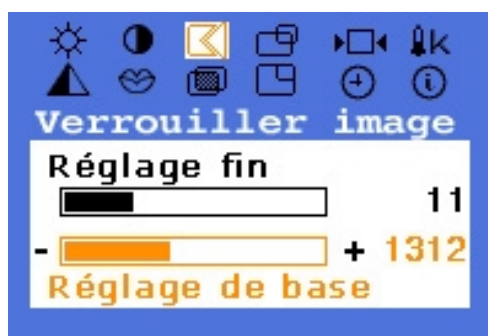 K
Verrouiller image
Réglage fin
11
- + 1312
Réglage de base